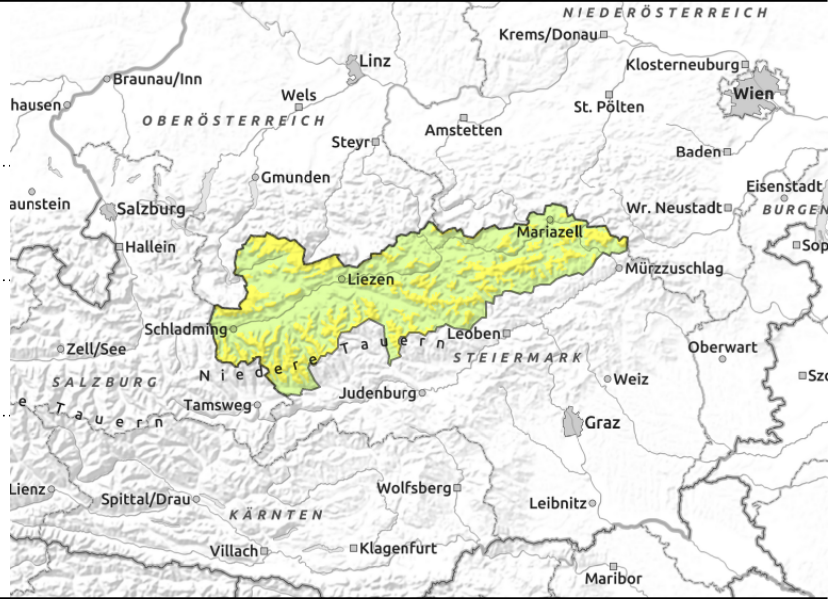 NIEDERÖSTERREICH
Krems/Donau
Linz
Klosterneuburg
Braunau/Inn
Wels
Wien
hausen
St. Pölten
OBERÖSTERREICH
Amstetten
Steyr
Baden
Gmunden
Eisenstadt
aunstein
Salzburg
Wr. Neustadt
BURGEN
Mariazell
Hallein
Sop
Mürzzuschlag
Liezen
Schladming
Leoben
Niedere Tauern
Zell/See
STEIERMARK
Oberwart
SALZBURG
Weiz
Szo
Judenburg
Tamsweg
e Tauern
Graz
Lienz
Spittal/Drau
Wolfsberg
Leibnitz
KÄRNTEN
Villach
Klagenfurt
Maribor